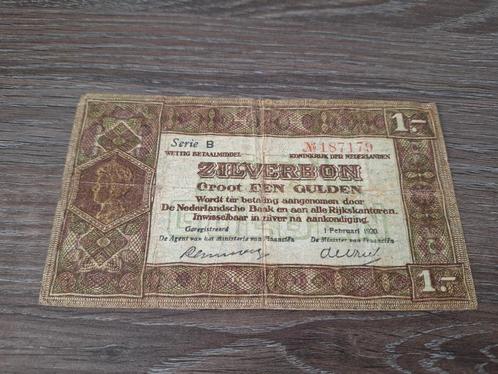 Serie B № 187179 1.-
WETTIG BETAALMIDDEL KONINKRIJK DER NEDERLANDEN
ZILVERBON
Groot EEN GULDEN
Wordt ter betaling aangenomen door
De Nederlandsche Bank en aan alle Rijkskantoren.
Inwisselbaar in zilver na aankondiging.
Geregistreerd 1 Februari 1920.
De Agent van het Ministerie van Financiën De Minister van Financiën
1.-